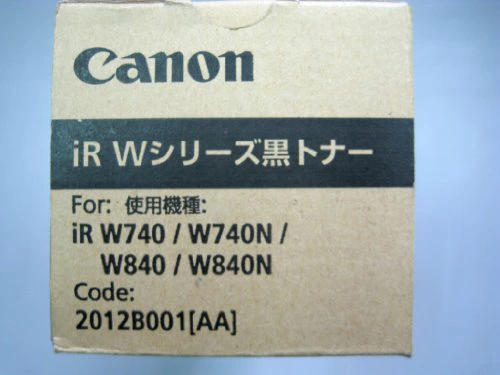 Canon
iR Wシリーズ黒トナー
For: 使用機種:
iR W740 / W740N /
W840 / W840N
Code:
2012B001[AA]